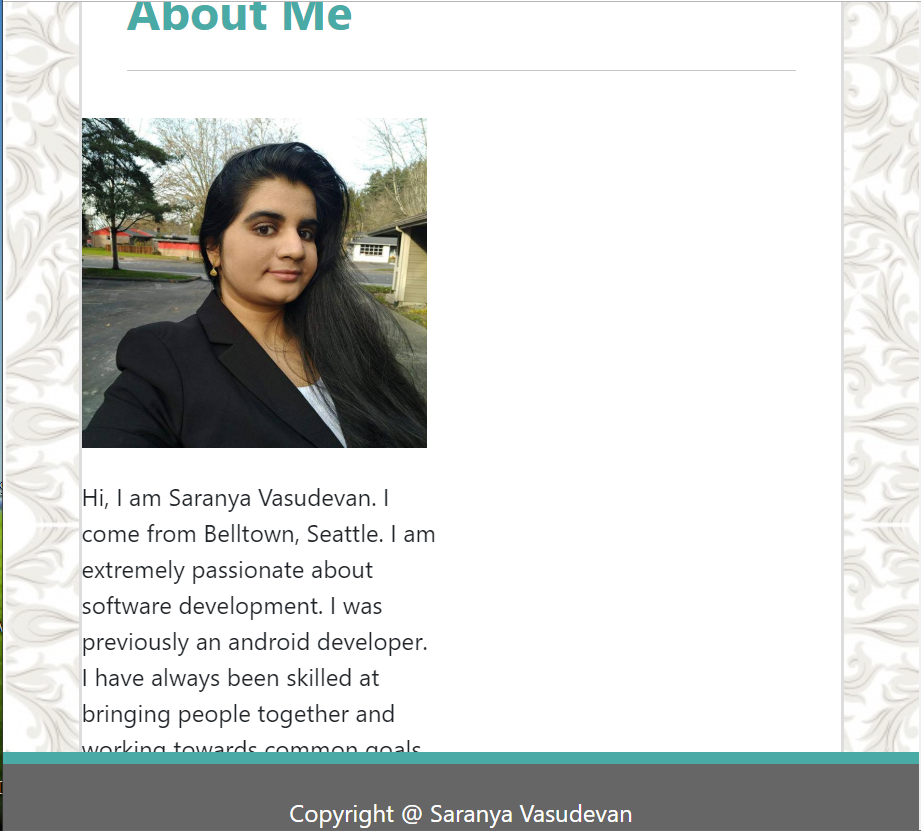 About Me
Hi, I am Saranya Vasudevan. I
come from Belltown, Seattle. I am
extremely passionate about
software development. I was
previously an android developer.
I have always been skilled at
bringing people together and
working towards common goals
Copyright @ Saranya Vasudevan